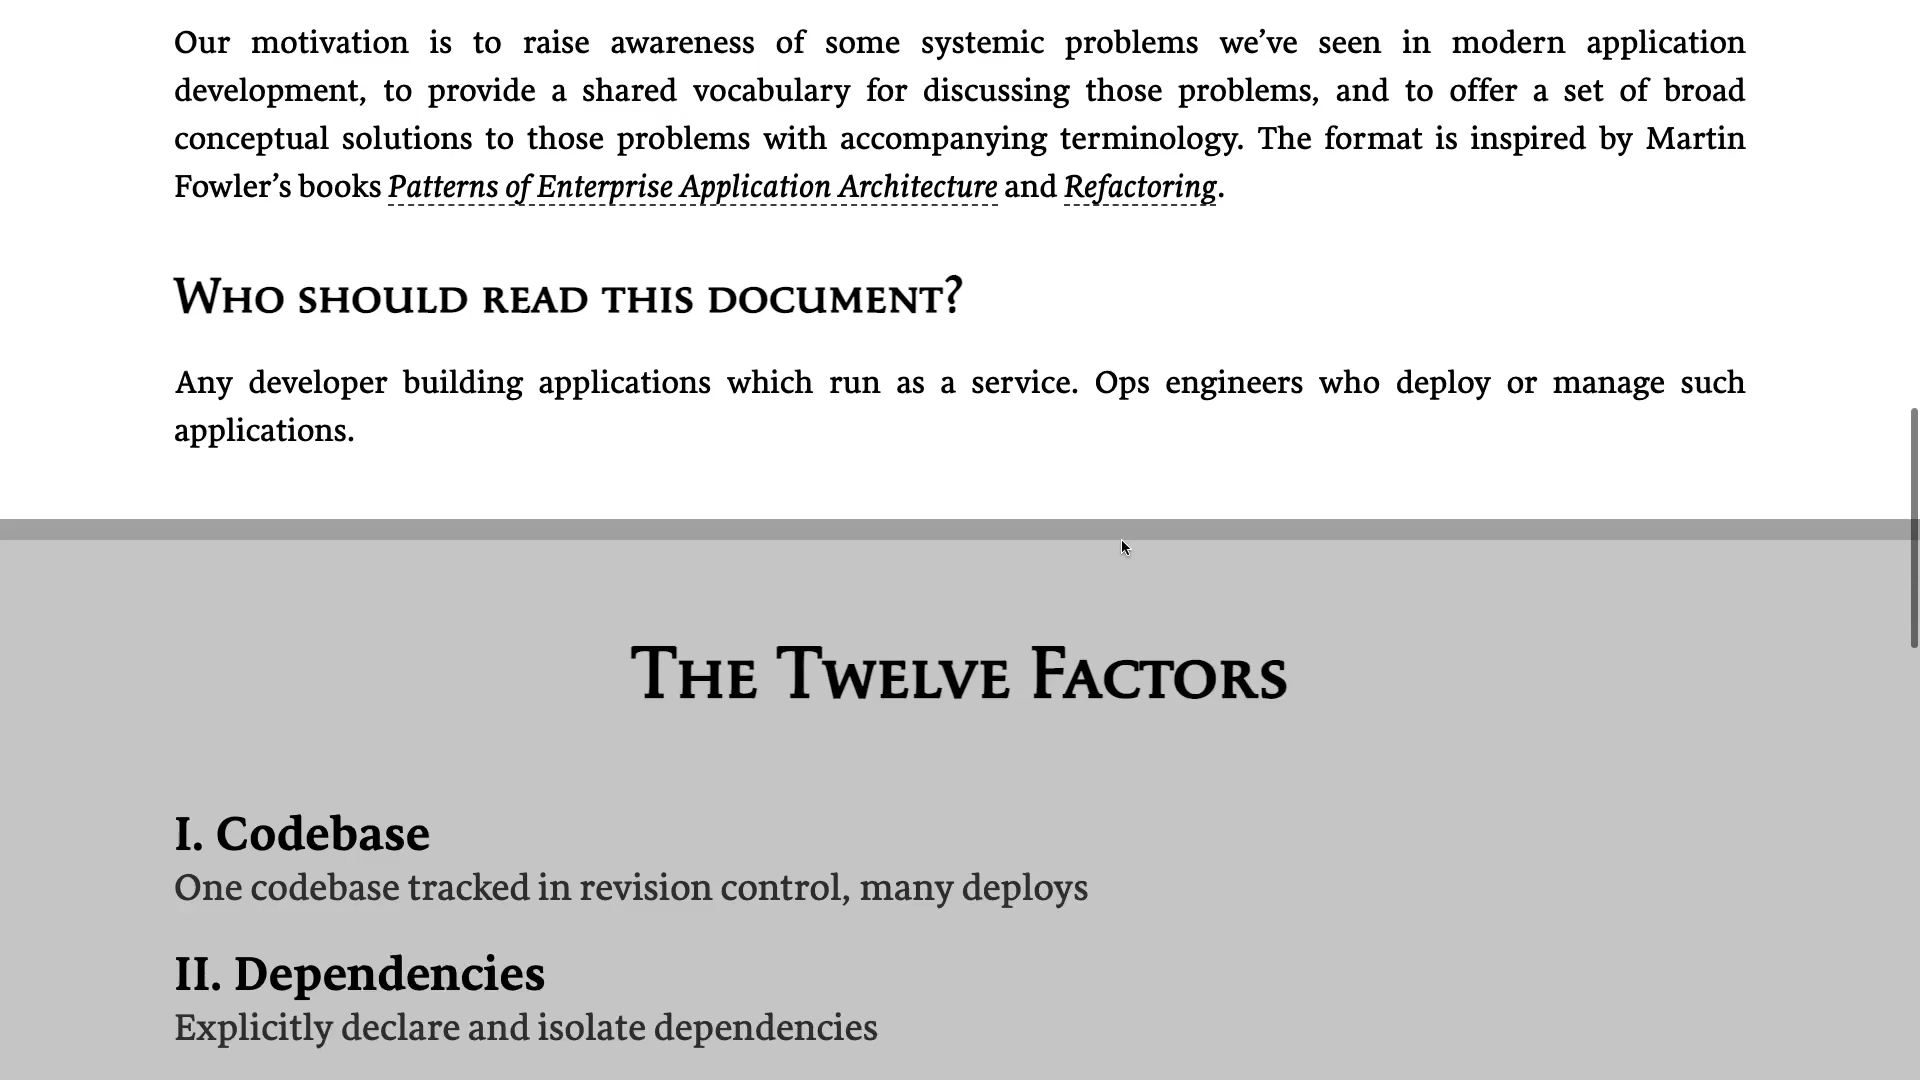 Our motivation is to raise awareness of some systemic problems we’ve seen in modern application
development, to provide a shared vocabulary for discussing those problems, and to offer a set of broad
conceptual solutions to those problems with accompanying terminology. The format is inspired by Martin
Fowler’s books Patterns of Enterprise Application Architecture and Refactoring.
Who should read this document?
Any developer building applications which run as a service. Ops engineers who deploy or manage such
applications.
The Twelve Factors
I. Codebase
One codebase tracked in revision control, many deploys
II. Dependencies
Explicitly declare and isolate dependencies